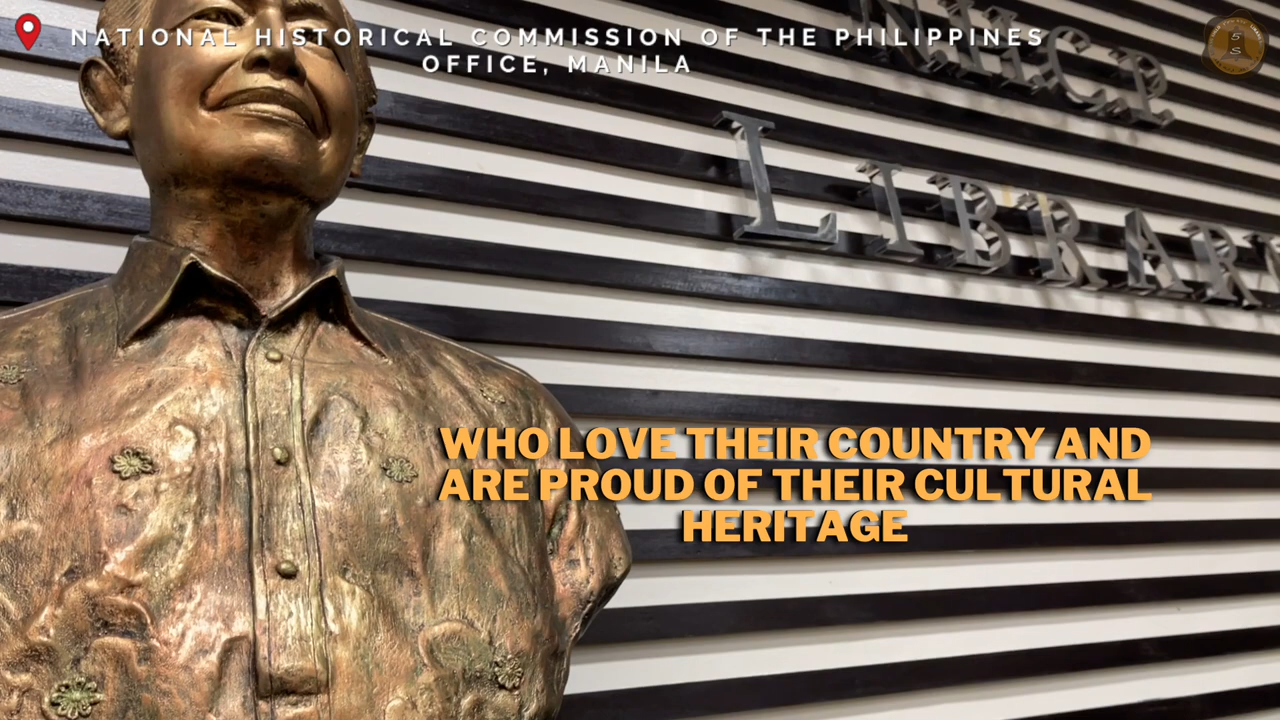 NATIONAL HISTORICAL COMMISSION OF THE PHILIPPINES
OFFICE, MANILA
NHCP
LIBRARY
5
S
WHO LOVE THEIR COUNTRY AND
ARE PROUD OF THEIR CULTURAL
HERITAGE